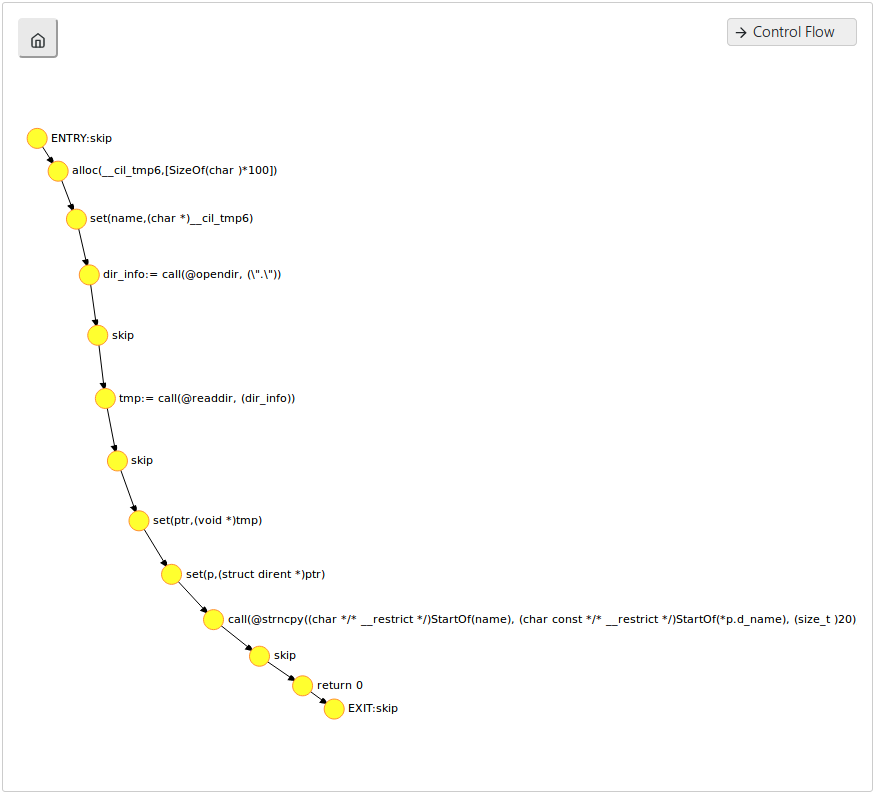 → Control Flow
ENTRY:skip
alloc(__cil_tmp6,[SizeOf(char )*100])
set(name,(char *)__cil_tmp6)
dir_info:= call(@opendir, (\".\"))
skip
tmp:= call(@readdir, (dir_info))
skip
set(ptr,(void *)tmp)
set(p,(struct dirent *)ptr)
call(@strncpy((char */* __restrict */)StartOf(name), (char const */* __restrict */)StartOf(*p.d_name), (size_t )20)
skip
return 0
EXIT:skip